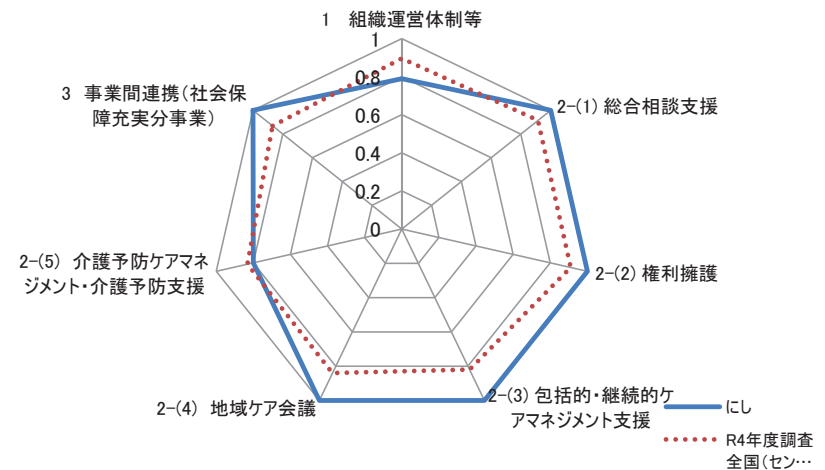 1　組織運営体制等
1
0.8
0.6
0.4
0.2
0
2-(1) 総合相談支援
2-(2) 権利擁護
2-(3) 包括的・継続的ケ
アマネジメント支援
2-(4) 地域ケア会議
2-(5) 介護予防ケアマネ
ジメント・介護予防支援
3　事業間連携(社会保
障充実分事業)
にし
R4年度調査
全国(セン…